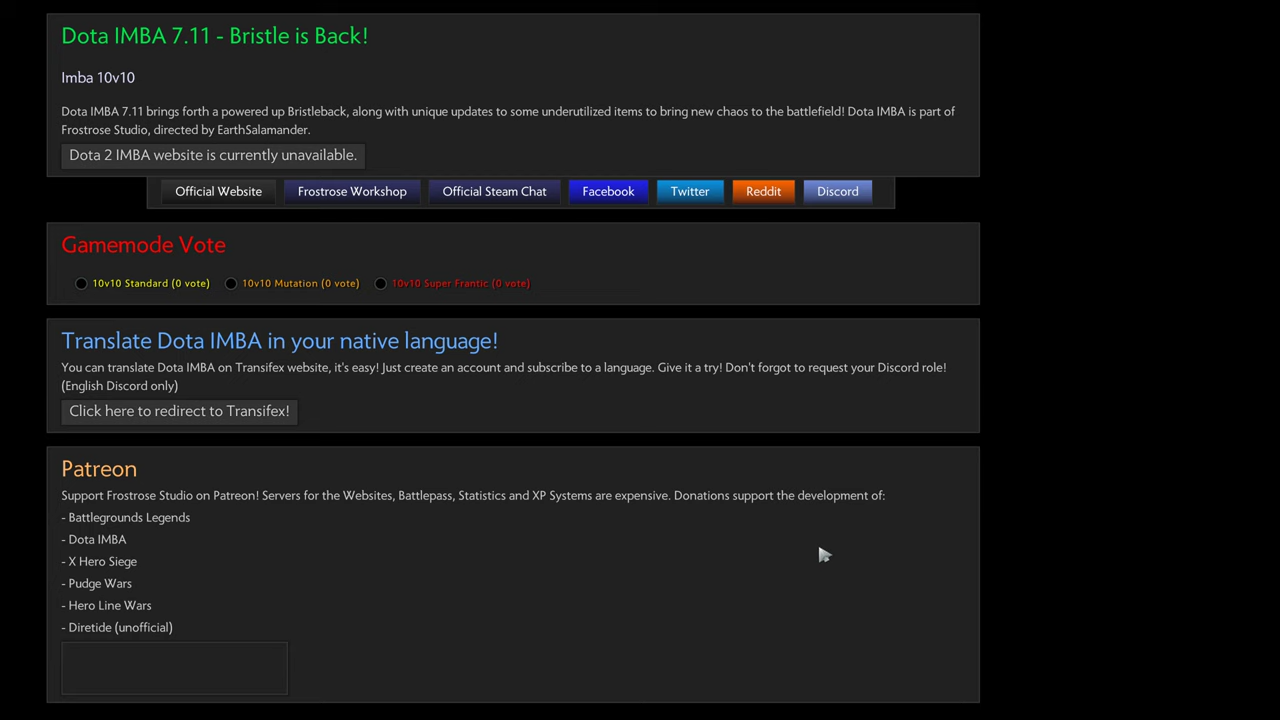 Dota IMBA 7.11 - Bristle is Back!
Imba 10v10
Dota IMBA 7.11 brings forth a powered up Bristleback, along with unique updates to some underutilized items to bring new chaos to the battlefield! Dota IMBA is part of
Frostrose Studio, directed by EarthSalamander.
Dota 2 IMBA website is currently unavailable.
Official Website Frostrose Workshop Official Steam Chat Facebook Twitter Reddit Discord
Gamemode Vote
10v10 Standard (0 vote) 10v10 Mutation (0 vote) 10v10 Super Frantic (0 vote)
Translate Dota IMBA in your native language!
You can translate Dota IMBA on Transifex website, it's easy! Just create an account and subscribe to a language. Give it a try! Don't forgot to request your Discord role!
(English Discord only)
Click here to redirect to Transifex!
Patreon
Support Frostrose Studio on Patreon! Servers for the Websites, Battlepass, Statistics and XP Systems are expensive. Donations support the development of:
- Battlegrounds Legends
- Dota IMBA
- X Hero Siege
- Pudge Wars
- Hero Line Wars
- Diretide (unofficial)